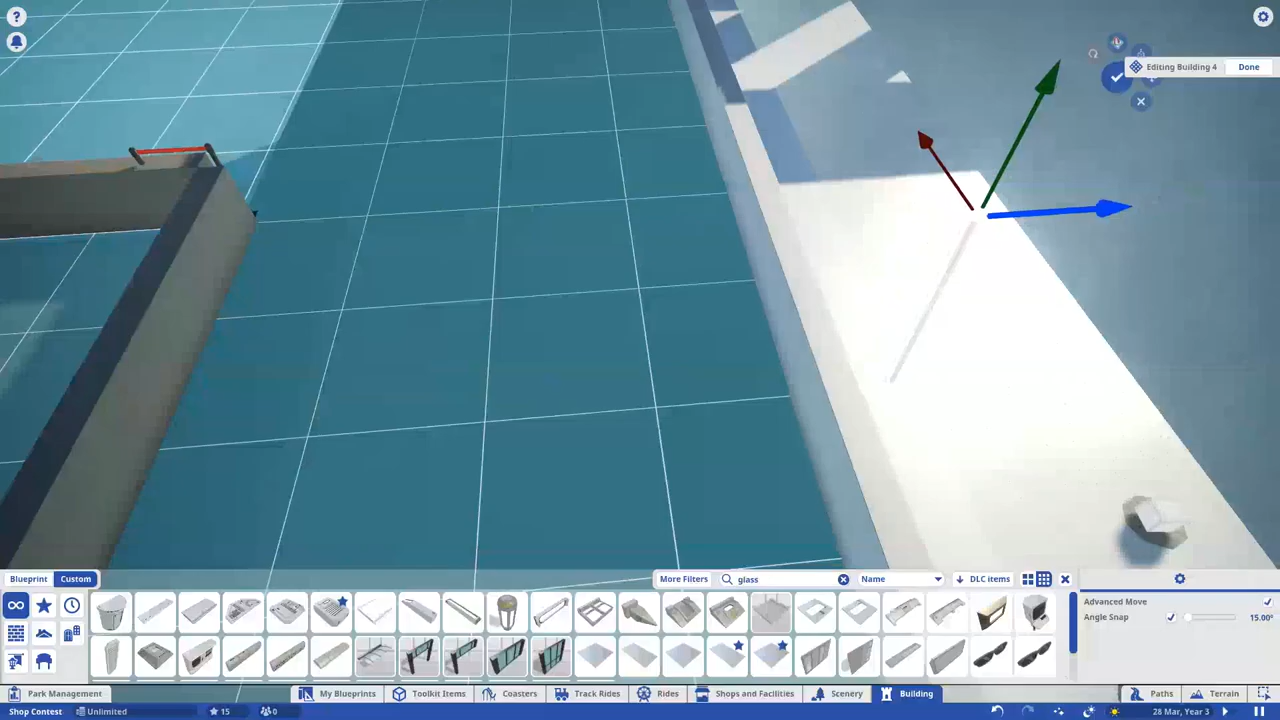 ?
Editing Building 4 Done
Blueprint Custom More Filters glass Name DLC items
Advanced Move
Angle Snap 15.00°
Park Management My Blueprints Toolkit Items Coasters Track Rides Rides Shops and Facilities Scenery Building Paths Terrain
Shop Contest Unlimited 15 0 28 Mar, Year 3